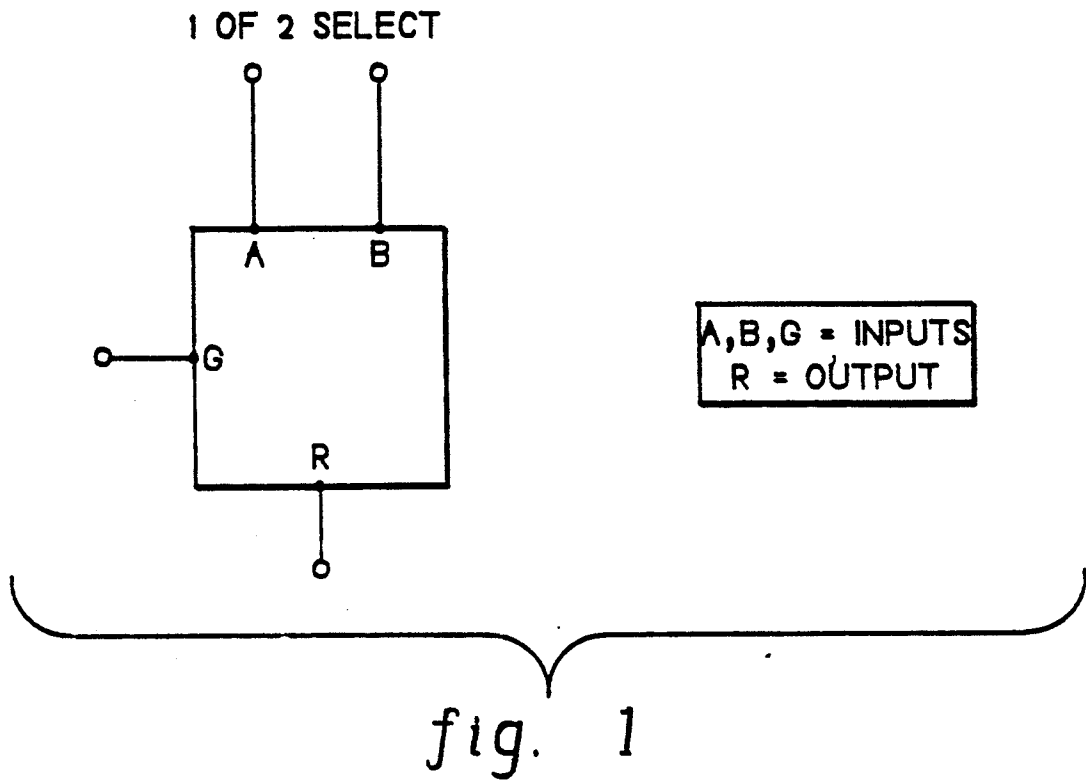 1 OF 2 SELECT
A B
G
R
A,B,G = INPUTS
R = OUTPUT
fig. 1